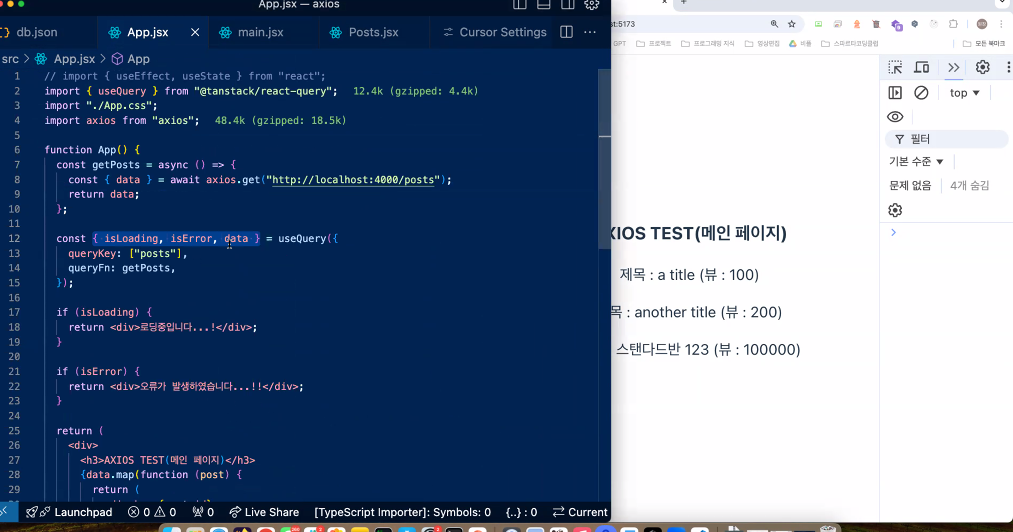 App.jsx — axios
db.json
App.jsx
main.jsx
Posts.jsx
Cursor Settings
src > App.jsx > App
1 // import { useEffect, useState } from "react";
2 import { useQuery } from "@tanstack/react-query"; 12.4k (gzipped: 4.4k)
3 import "./App.css";
4 import axios from "axios"; 48.4k (gzipped: 18.5k)
5
6 function App() {
7 const getPosts = async () => {
8 const { data } = await axios.get("http://localhost:4000/posts");
9 return data;
10 };
11
12 const { isLoading, isError, data } = useQuery({
13 queryKey: ["posts"],
14 queryFn: getPosts,
15 });
16
17 if (isLoading) {
18 return <div>로딩중입니다...!</div>;
19 }
20
21 if (isError) {
22 return <div>오류가 발생하였습니다...!!</div>;
23 }
24
25 return (
26 <div>
27 <h3>AXIOS TEST(메인 페이지)</h3>
28 {data.map(function (post) {
29 return (
Launchpad
0 0
0
Live Share
[TypeScript Importer]: Symbols: 0
{..} : 0
Current
:5173
GPT
프로젝트
프로그래밍 지식
영상편집
비플
스파르타코딩클럽
모든 북마크
XIOS TEST(메인 페이지)
제목 : a title (뷰 : 100)
목 : another title (뷰 : 200)
스탠다드반 123 (뷰 : 100000)
top
필터
기본 수준
문제 없음
4개 숨김